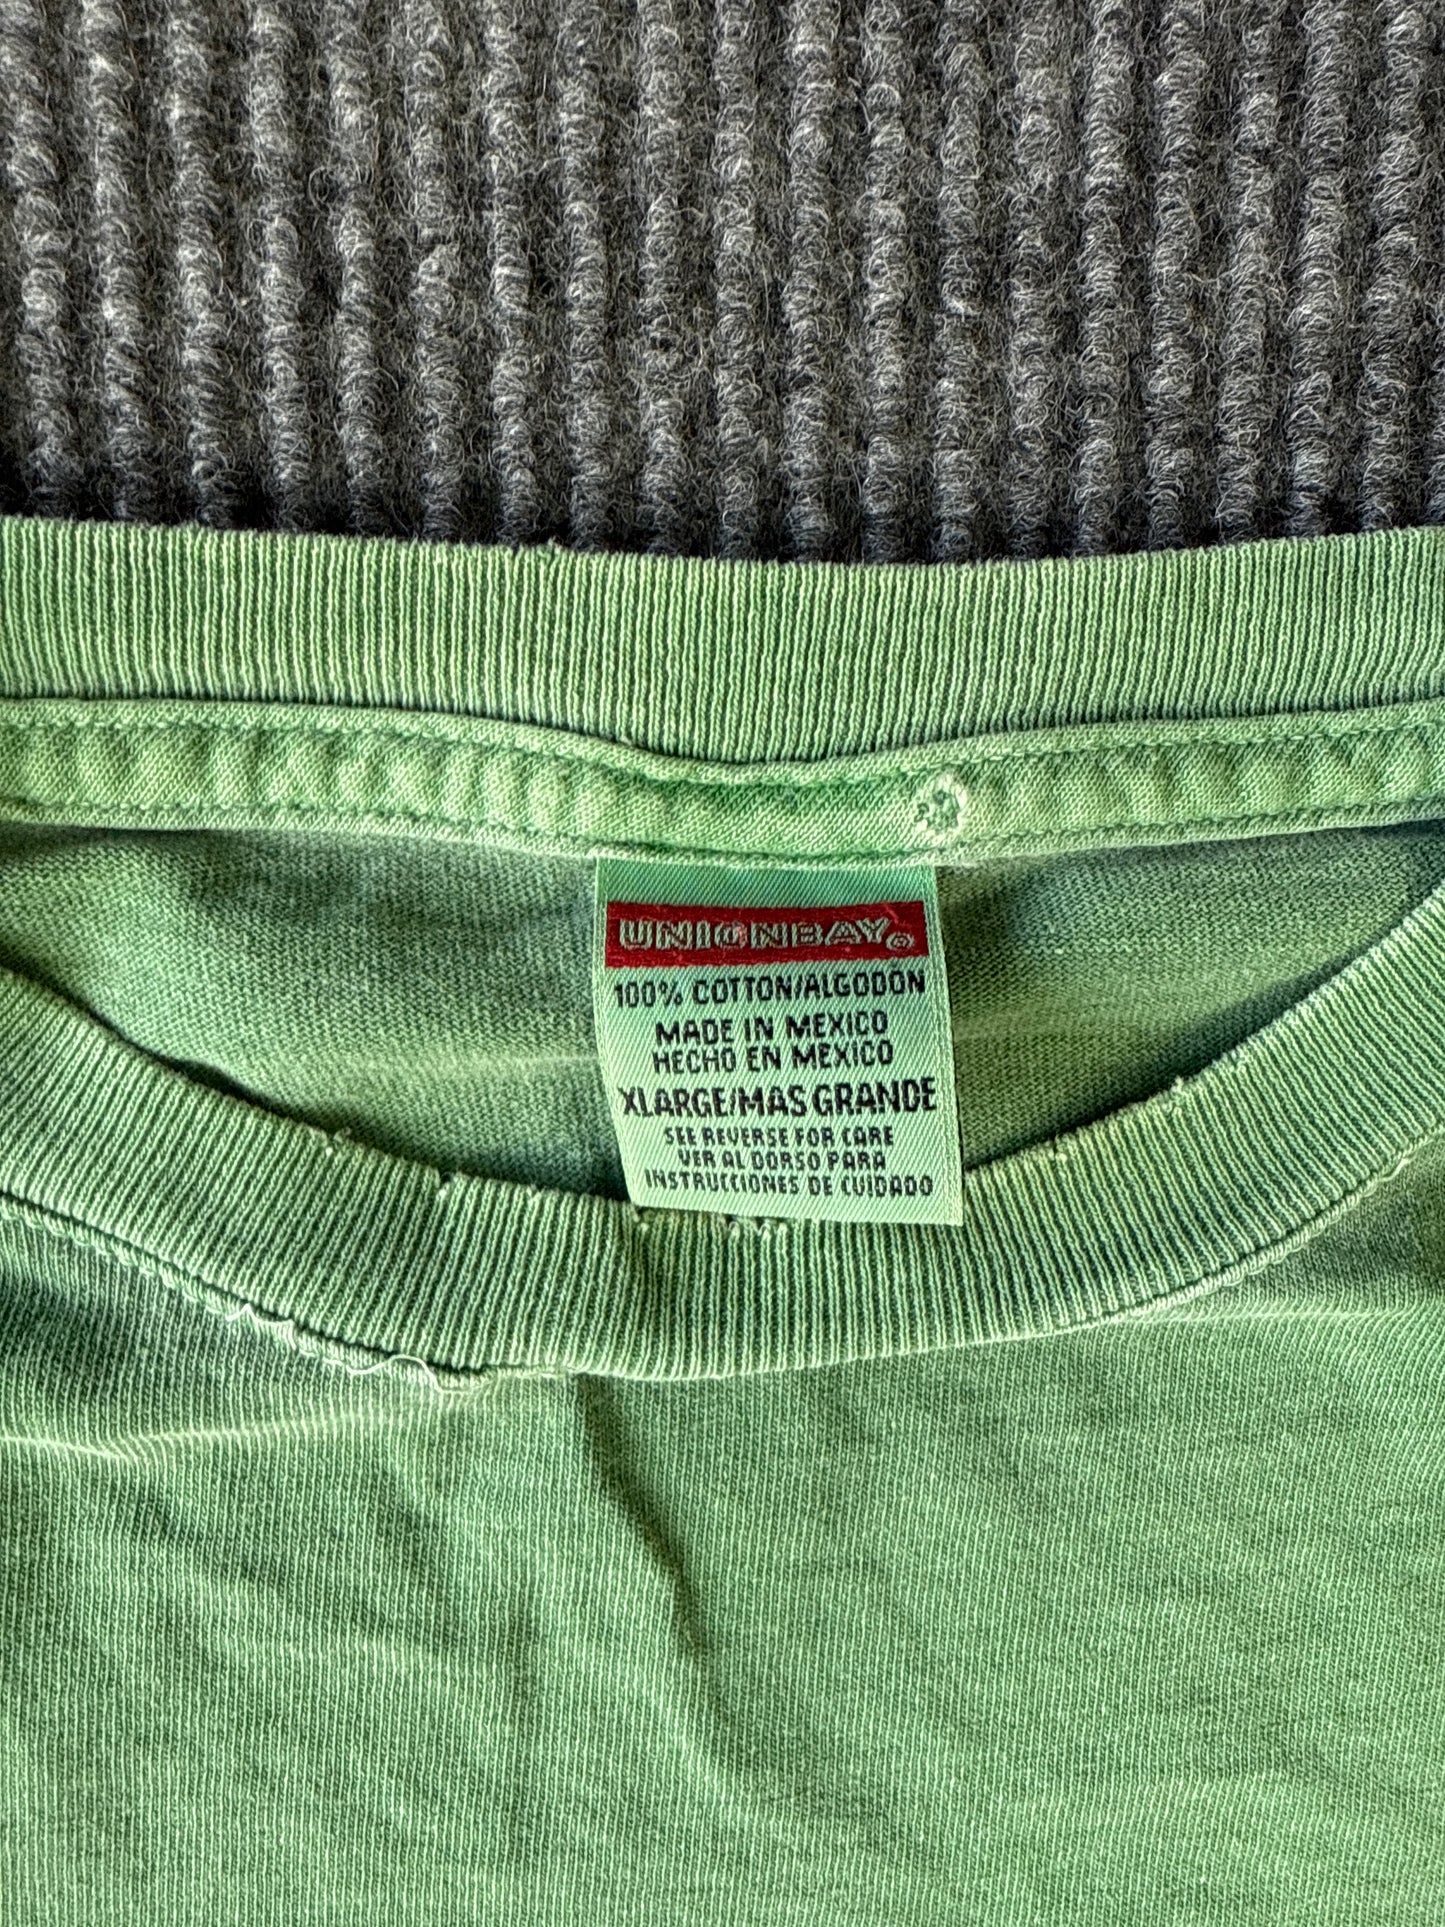 UNIONBAY®
100% COTTON/ALGODON
MADE IN MEXICO
HECHO EN MEXICO
XLARGE/MAS GRANDE
SEE REVERSE FOR CARE
VER AL DORSO PARA
INSTRUCCIONES DE CUIDADO